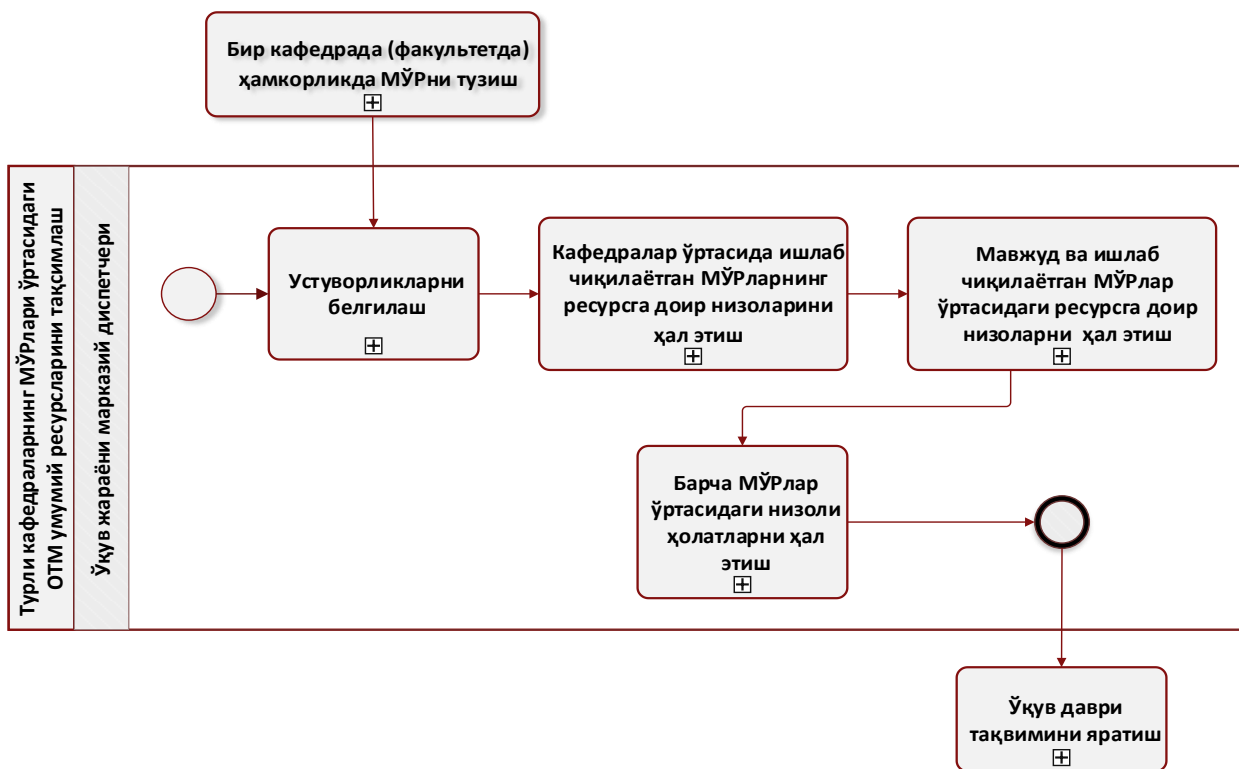 Бир кафедрада (факультетда)
ҳамкорликда МЎРни тузиш
Турли кафедраларнинг МЎРлари ўртасидаги
ОТМ умумий ресурсларини тақсимлаш
Ўқув жараёни марказий диспетчери
Устуворликларни
белгилаш
Кафедралар ўртасида ишлаб
чиқилаётган МЎРларнинг
ресурсга доир низоларини
ҳал этиш
Мавжуд ва ишлаб
чиқилаётган МЎРлар
ўртасидаги ресурсга доир
низоларни ҳал этиш
Барча МЎРлар
ўртасидаги низоли
ҳолатларни ҳал
этиш
Ўқув даври
тақвимини яратиш